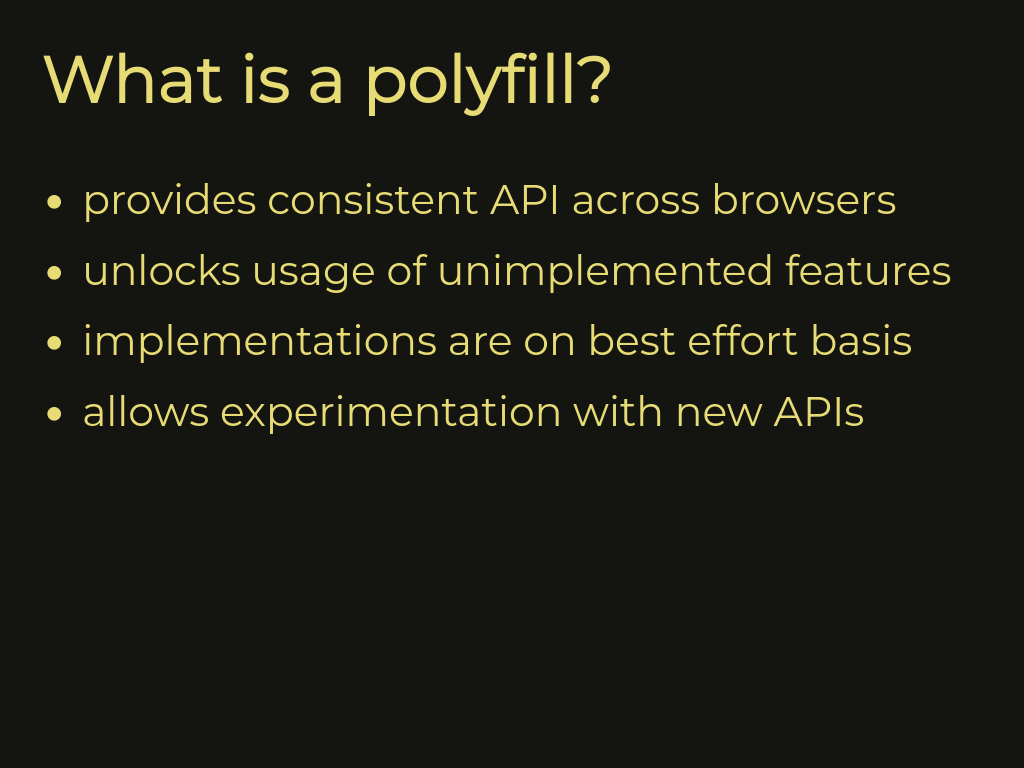 What is a polyfill?
• provides consistent API across browsers
• unlocks usage of unimplemented features
• implementations are on best effort basis
• allows experimentation with new APIs